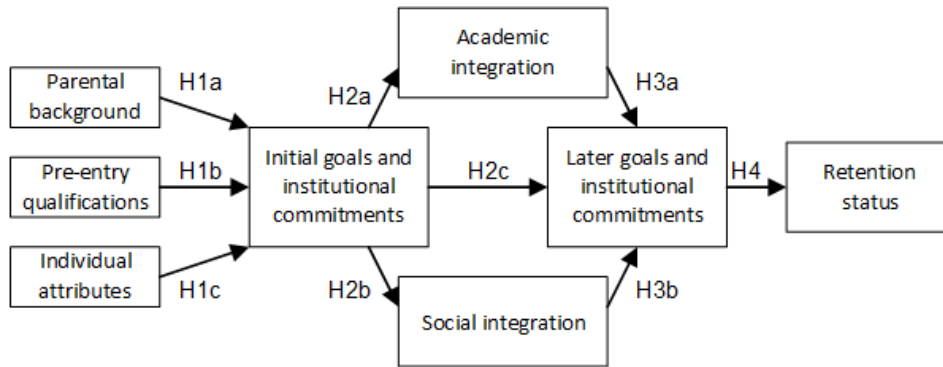 Parental
background
H1a
Pre-entry
qualifications
H1b
Individual
attributes
H1c
Initial goals and
institutional
commitments
H2a
H2c
H2b
Academic
integration
Social integration
H3a
H3b
Later goals and
institutional
commitments
H4
Retention
status